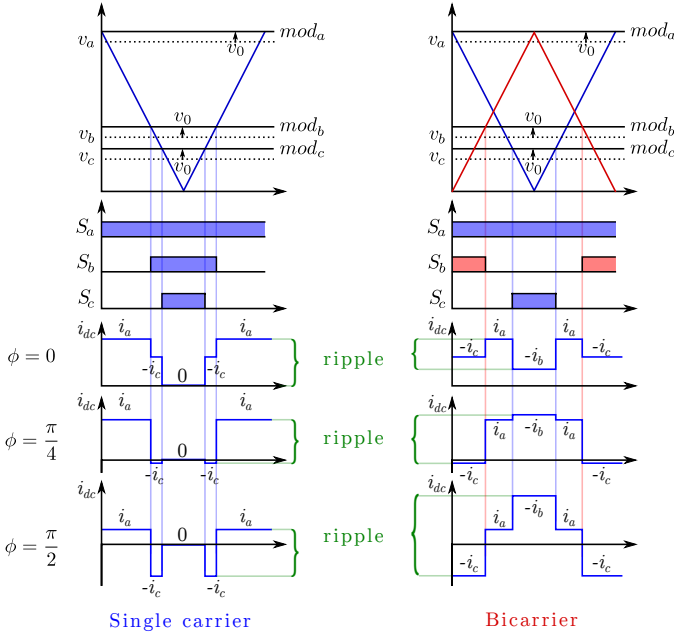 v_a mod_a v_a mod_a
v_0 v_0
v_0 mod_b v_0 mod_b
v_b v_b
v_c mod_c v_c mod_c
v_0 v_0
S_a S_a
S_b S_b
S_c S_c
i_dc i_a i_a i_dc i_a i_a
ϕ = 0 -i_c 0 -i_c ripple -i_c -i_b -i_c
i_dc i_a i_a i_dc
ϕ = π/4 0 ripple i_a -i_b i_a
-i_c -i_c -i_c -i_c
i_dc i_dc
i_a i_a i_a -i_b i_a
ϕ = π/2 0 ripple
-i_c -i_c -i_c -i_c
Single carrier Bicarrier